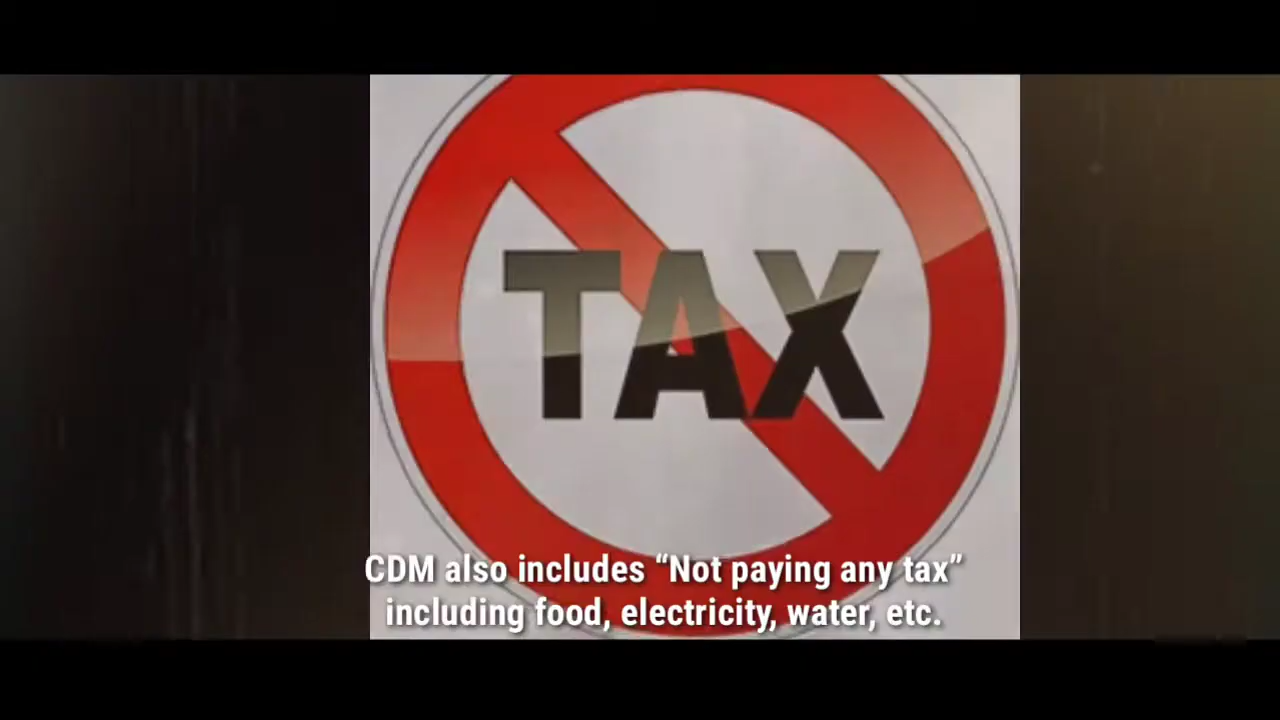 TAX
CDM also includes “Not paying any tax”
including food, electricity, water, etc.